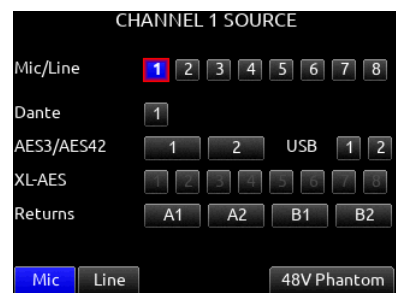 CHANNEL 1 SOURCE
Mic/Line 1 2 3 4 5 6 7 8
Dante 1
AES3/AES42 1 2 USB 1 2
XL-AES 1 2 3 4 5 6 7 8
Returns A1 A2 B1 B2
Mic Line 48V Phantom